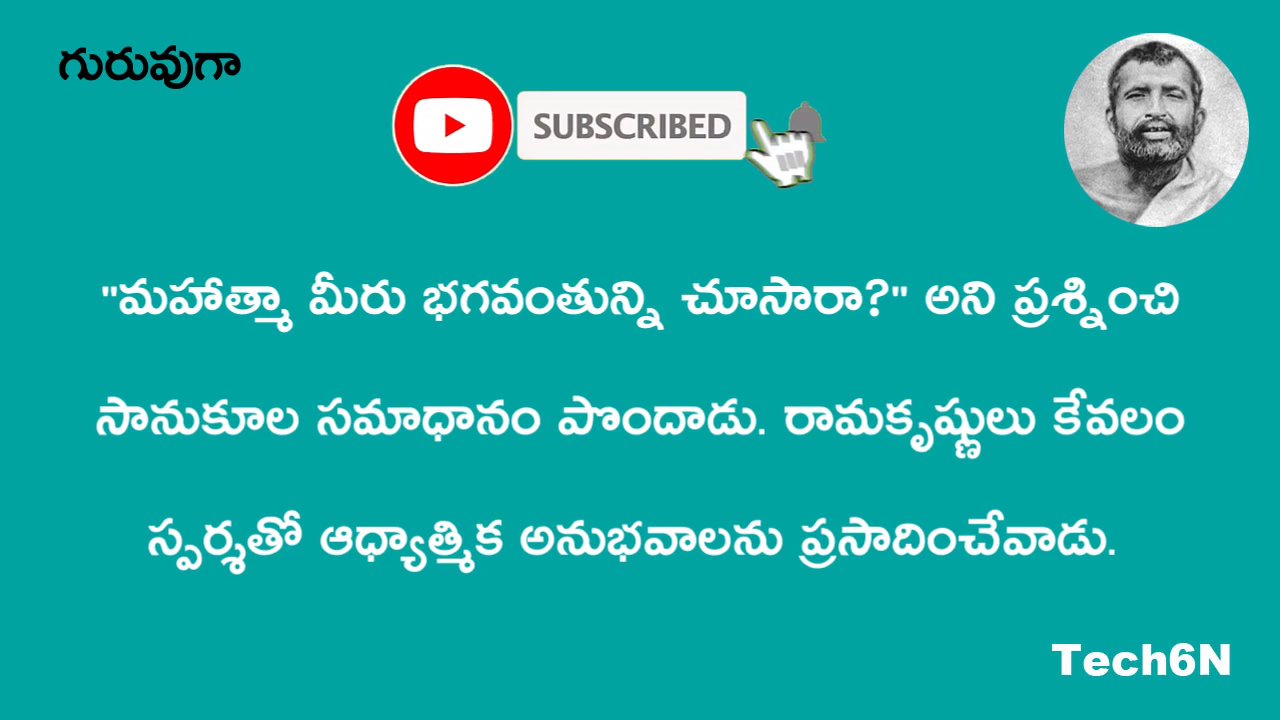 గురువుగా
SUBSCRIBED
"మహాత్మా మీరు భగవంతున్ని చూసారా?" అని ప్రశ్నించి
సానుకూల సమాధానం పొందాడు. రామకృష్ణులు కేవలం
స్పర్శతో ఆధ్యాత్మిక అనుభవాలను ప్రసాదించేవాడు.
Tech6N